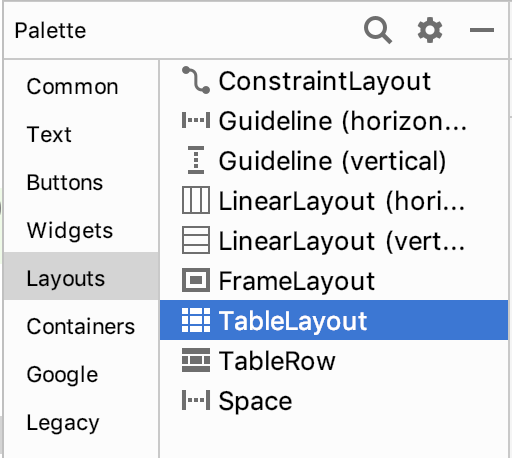 Palette
Common
Text
Buttons
Widgets
Layouts
Containers
Google
Legacy
ConstraintLayout
Guideline (horizon...
Guideline (vertical)
LinearLayout (hori...
LinearLayout (vert...
FrameLayout
TableLayout
TableRow
Space